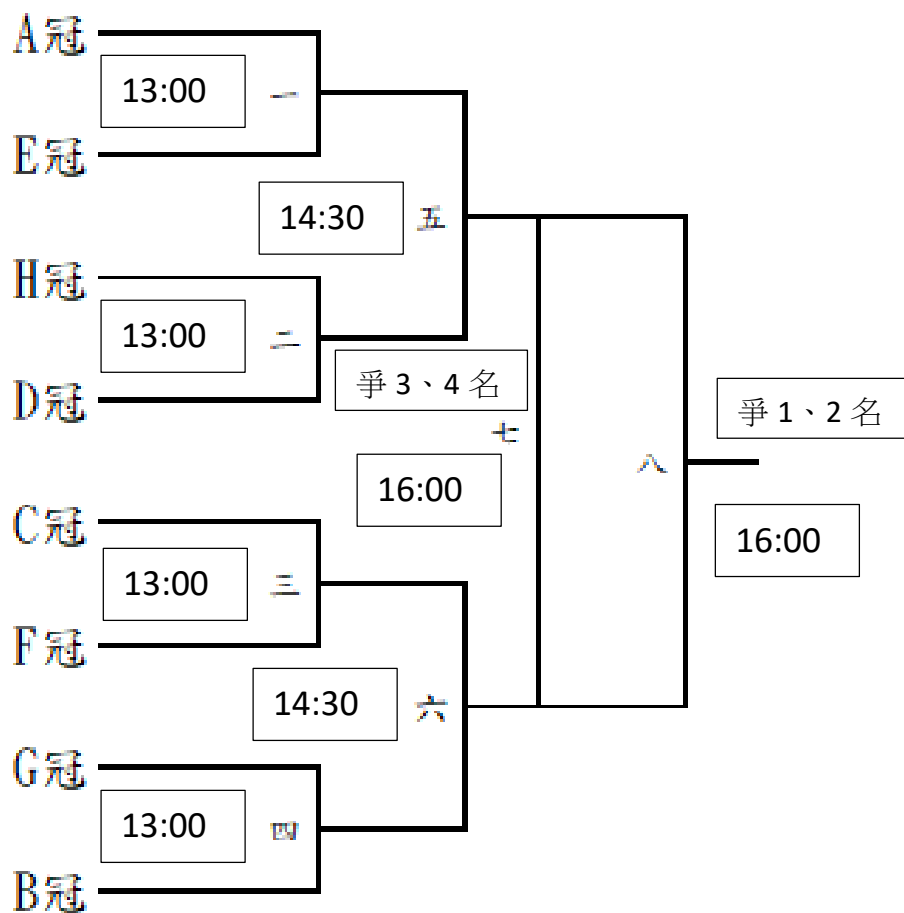 A冠
13:00 一
E冠
14:30 五
H冠
13:00 二
D冠
爭 3、4 名
七
16:00
爭 1、2 名
八
16:00
C冠
13:00 三
F冠
14:30 六
G冠
13:00 四
B冠